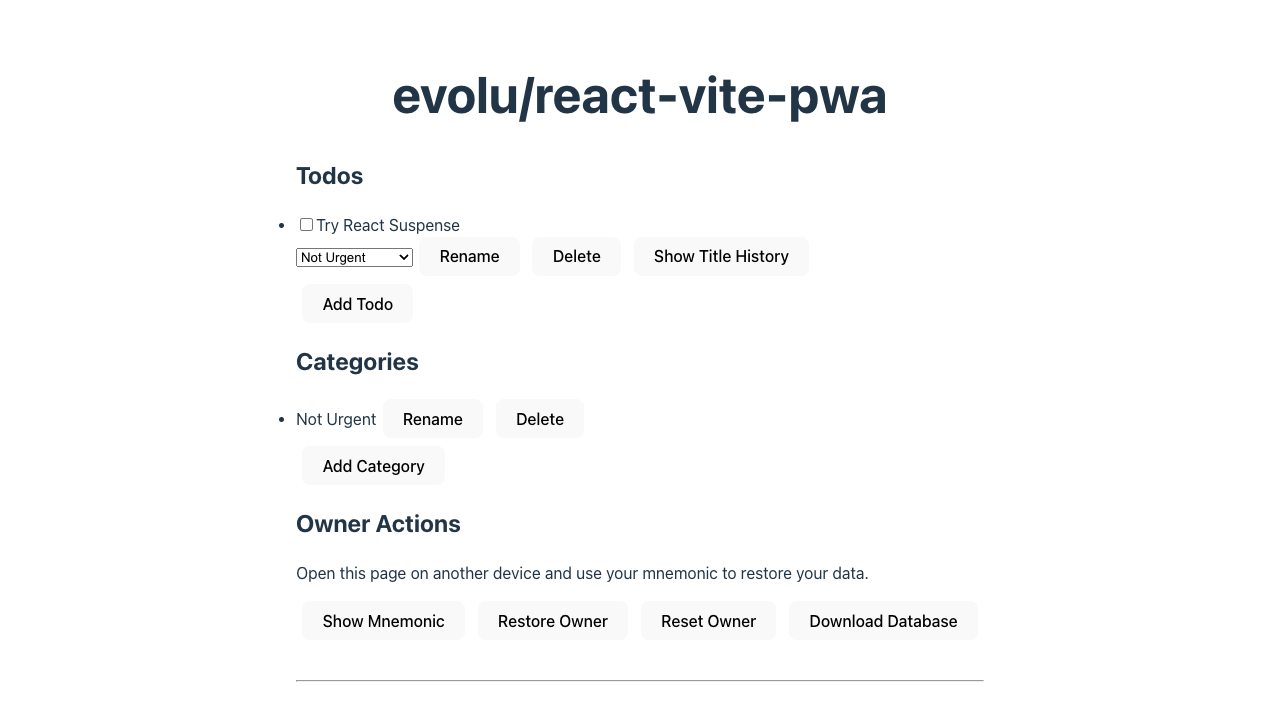 evolu/react-vite-pwa
Todos
Try React Suspense
Not Urgent Rename Delete Show Title History
Add Todo
Categories
Not Urgent Rename Delete
Add Category
Owner Actions
Open this page on another device and use your mnemonic to restore your data.
Show Mnemonic Restore Owner Reset Owner Download Database